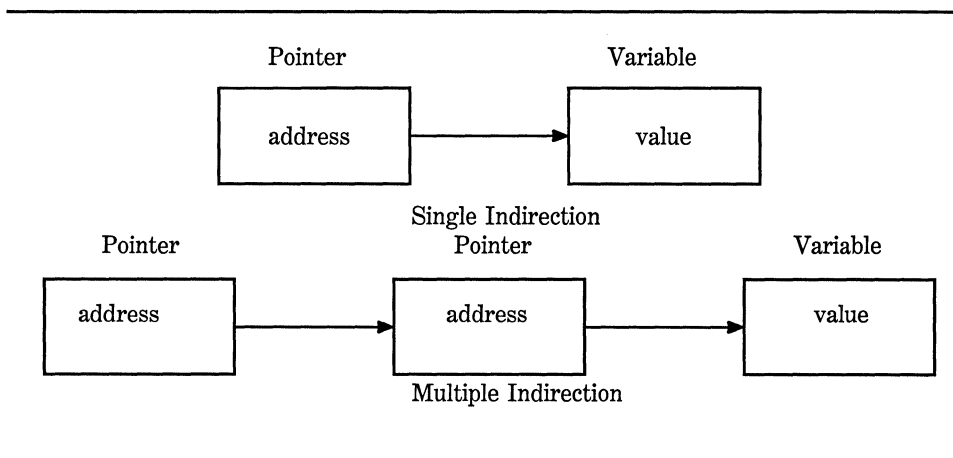 Pointer Variable
address value
Single Indirection
Pointer Pointer Variable
address address value
Multiple Indirection